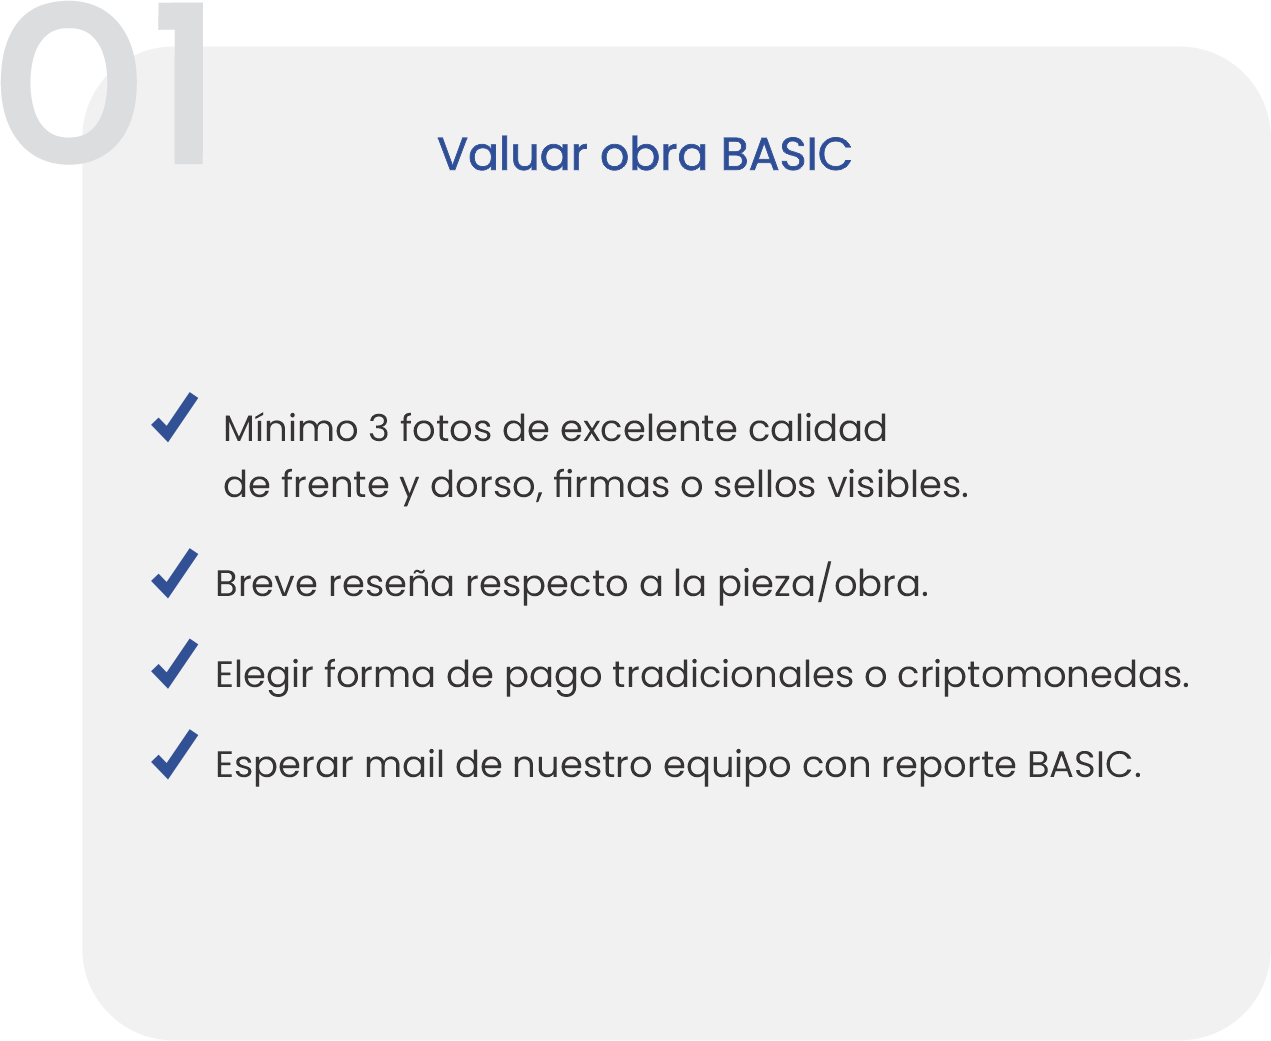 01
Valuar obra BASIC
Mínimo 3 fotos de excelente calidad
de frente y dorso, firmas o sellos visibles.
Breve reseña respecto a la pieza/obra.
Elegir forma de pago tradicionales o criptomonedas.
Esperar mail de nuestro equipo con reporte BASIC.